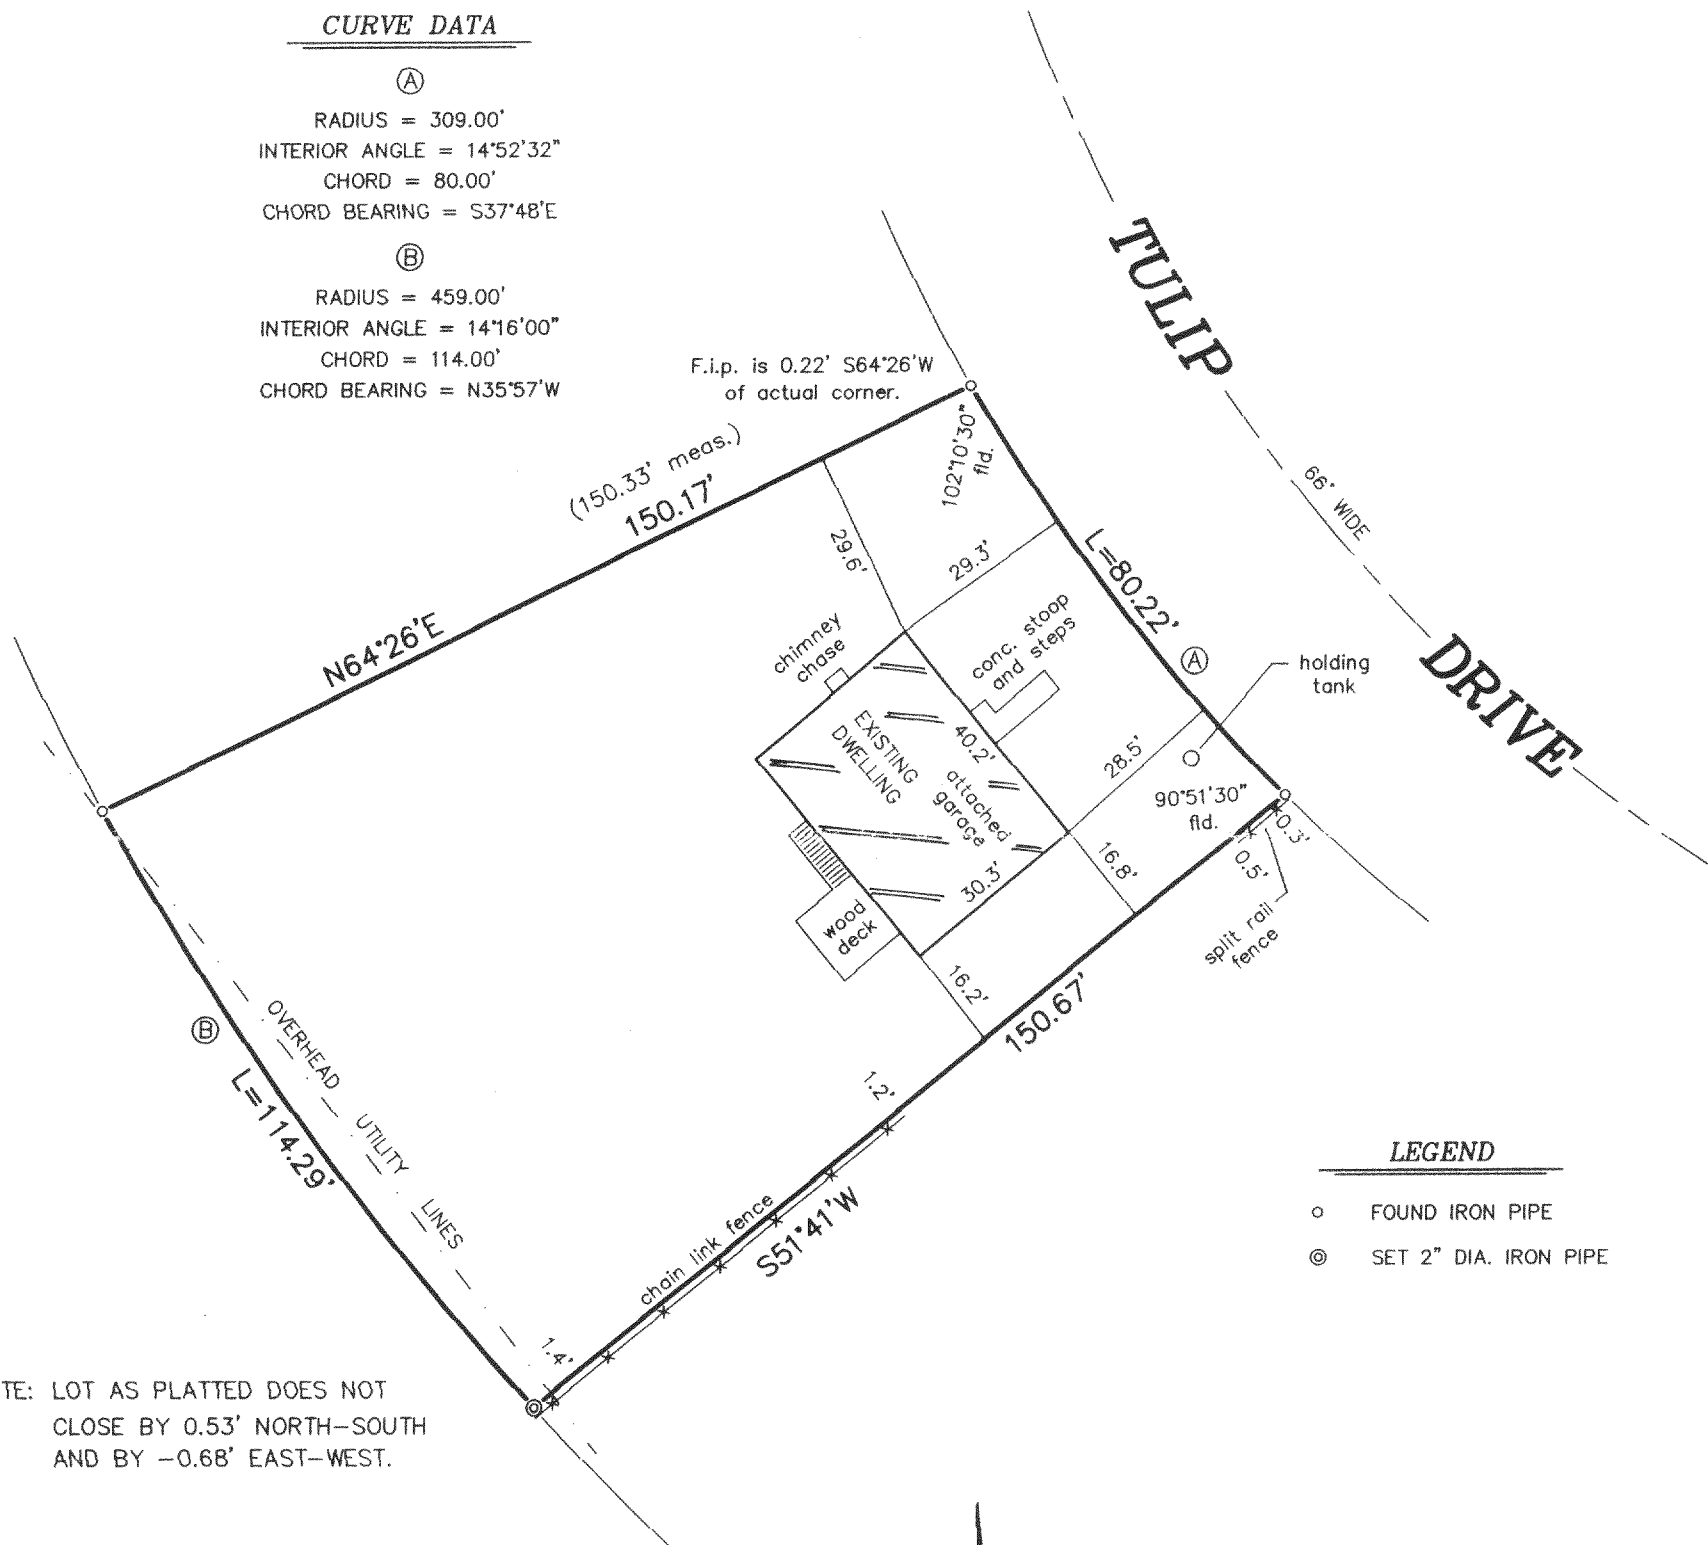 CURVE DATA
A
RADIUS = 309.00'
INTERIOR ANGLE = 14°52'32"
CHORD = 80.00'
CHORD BEARING = S37°48'E
B
RADIUS = 459.00'
INTERIOR ANGLE = 14°16'00"
CHORD = 114.00'
CHORD BEARING = N35°57'W
TULIP
DRIVE
66' WIDE
F.i.p. is 0.22' S64°26'W
of actual corner.
(150.33' meas.)
150.17'
N64°26'E
102°10'30"
fld.
29.6'
29.3'
L=80.22'
A
chimney
chase
conc. stoop
and steps
holding
tank
EXISTING
DWELLING
40.2'
attached
garage
30.3'
28.5'
90°51'30"
fld.
0.3'
0.5'
split rail
fence
16.8'
wood
deck
16.2'
150.67'
1.2'
S51°41'W
chain link fence
1.4'
B
L=114.29'
OVERHEAD
UTILITY
LINES
LEGEND
FOUND IRON PIPE
SET 2" DIA. IRON PIPE
TE: LOT AS PLATTED DOES NOT
CLOSE BY 0.53' NORTH-SOUTH
AND BY -0.68' EAST-WEST.